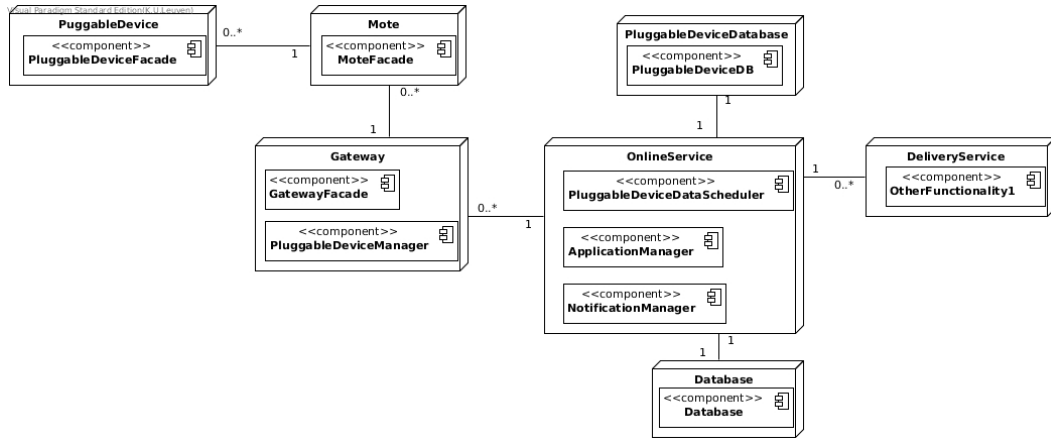 Visual Paradigm Standard Edition(K.U.Leuven)
PuggableDevice
<<component>>
PluggableDeviceFacade
0..*
1
Mote
<<component>>
MoteFacade
0..*
1
PluggableDeviceDatabase
<<component>>
PluggableDeviceDB
1
1
Gateway
<<component>>
GatewayFacade
<<component>>
PluggableDeviceManager
0..*
1
OnlineService
<<component>>
PluggableDeviceDataScheduler
<<component>>
ApplicationManager
<<component>>
NotificationManager
1
0..*
DeliveryService
<<component>>
OtherFunctionality1
1
1
Database
<<component>>
Database